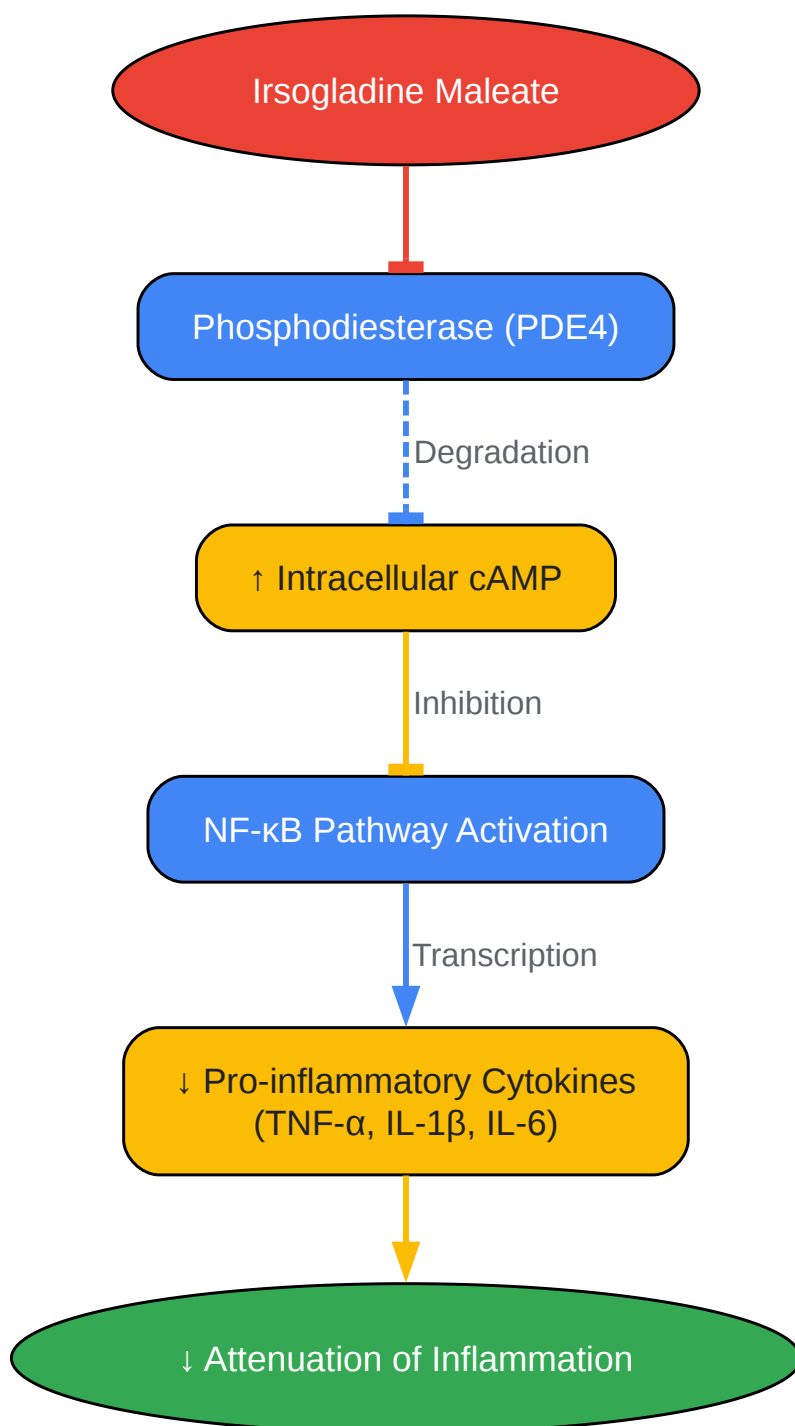 Irsogladine Maleate
Phosphodiesterase (PDE4)
Degradation
↑ Intracellular cAMP
Inhibition
NF-κB Pathway Activation
Transcription
↓ Pro-inflammatory Cytokines
(TNF-α, IL-1β, IL-6)
↓ Attenuation of Inflammation